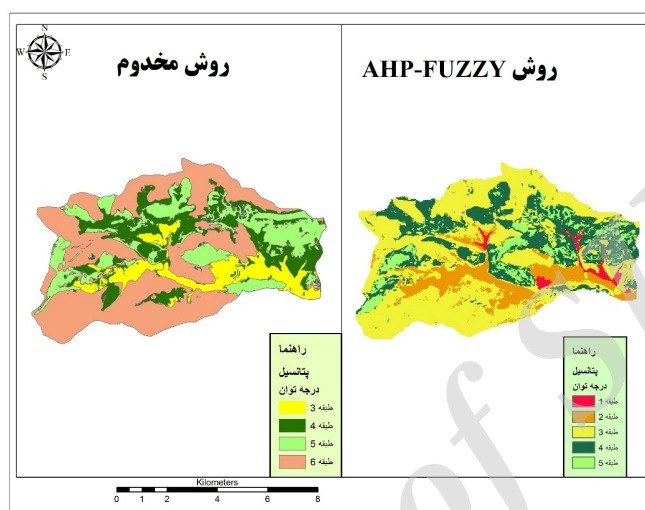 N
W E
S
روش مخدوم
روش AHP-FUZZY
راهنما
پتانسیل
درجه توان
طبقه 3
طبقه 4
طبقه 5
طبقه 6
راهنما
پتانسیل
درجه توان
طبقه 1
طبقه 2
طبقه 3
طبقه 4
طبقه 5
Kilometers
0 1 2 4 6 8
of S